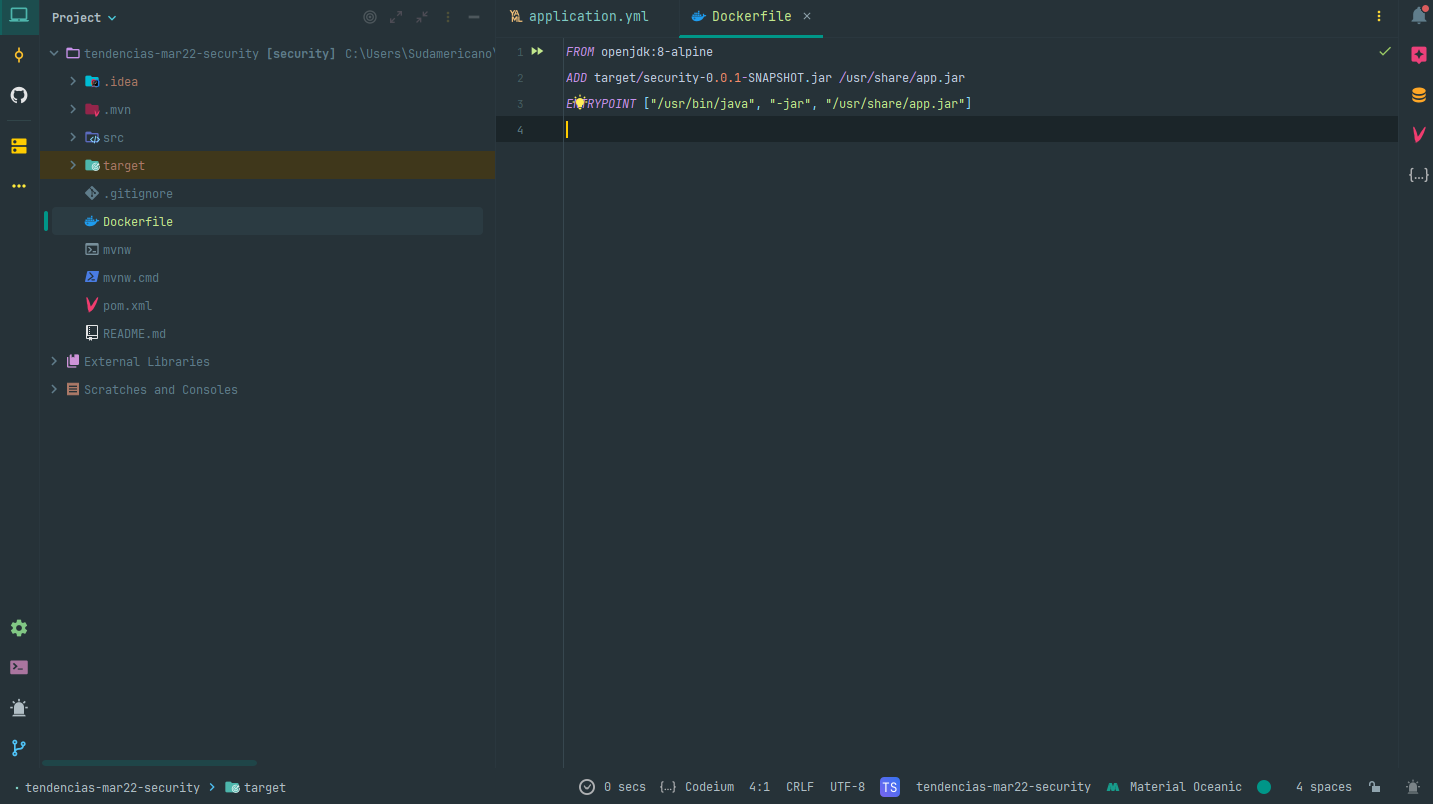 Project
tendencias-mar22-security [security] C:\Users\Sudamericano\
.idea
.mvn
src
target
.gitignore
Dockerfile
mvnw
mvnw.cmd
pom.xml
README.md
External Libraries
Scratches and Consoles
YAML application.yml
Dockerfile
1 FROM openjdk:8-alpine
2 ADD target/security-0.0.1-SNAPSHOT.jar /usr/share/app.jar
3 ENTRYPOINT ["/usr/bin/java", "-jar", "/usr/share/app.jar"]
4
{...}
tendencias-mar22-security > target
0 secs {...} Codeium 4:1 CRLF UTF-8 TS tendencias-mar22-security Material Oceanic 4 spaces